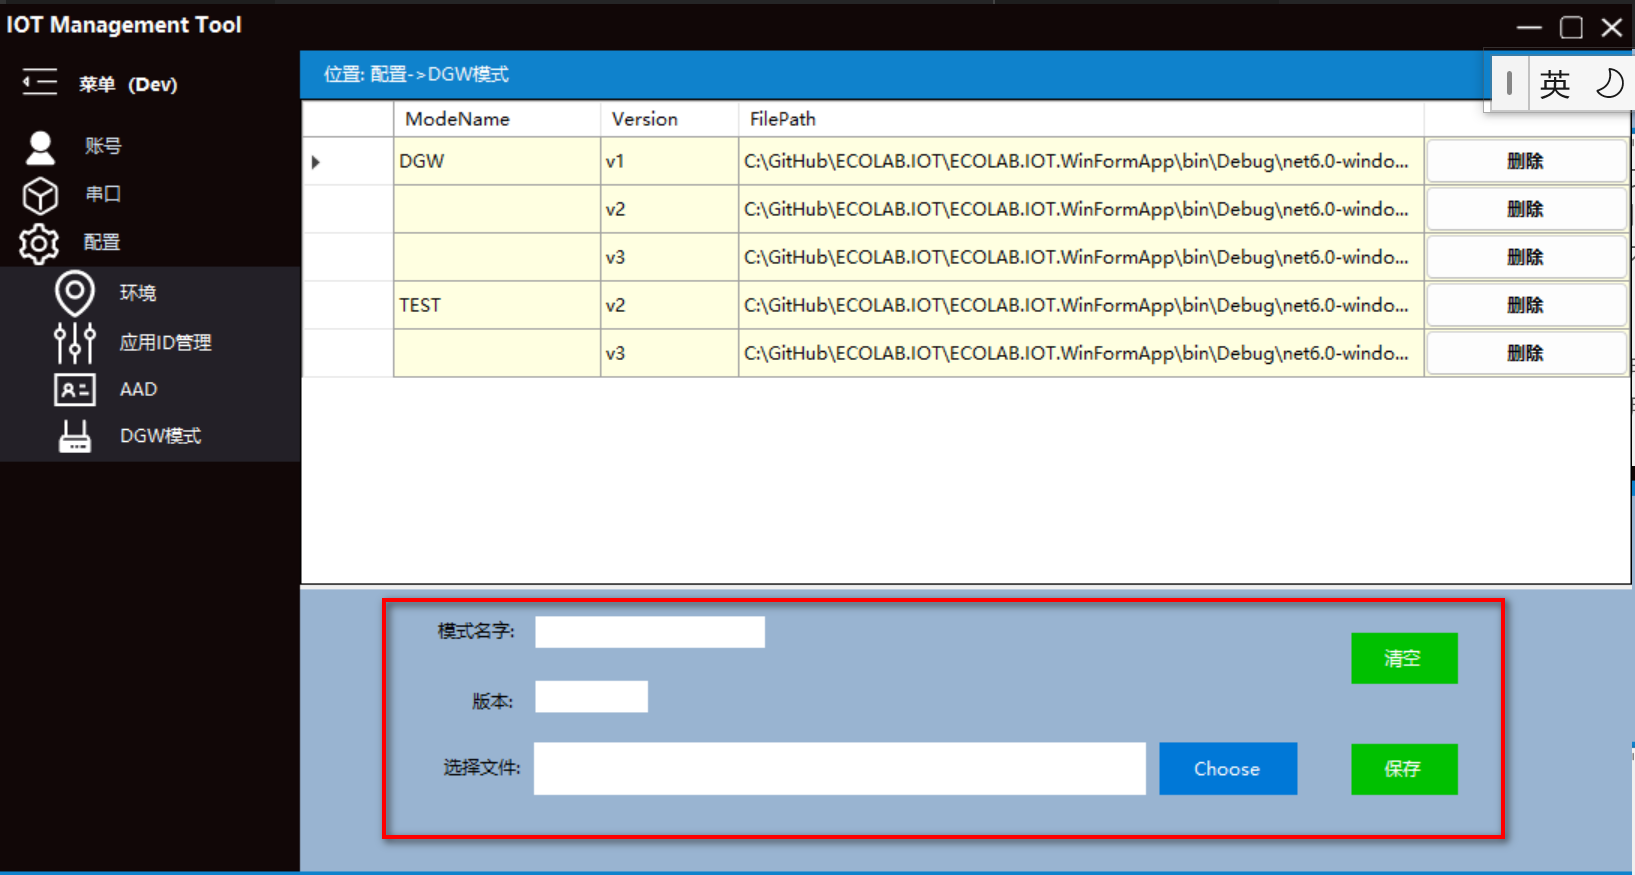 IOT Management Tool
菜单 (Dev)
账号
串口
配置
环境
应用ID管理
AAD
DGW模式
位置: 配置->DGW模式
英
ModeName Version FilePath
DGW v1 C:\GitHub\ECOLAB.IOT\ECOLAB.IOT.WinFormApp\bin\Debug\net6.0-windo... 删除
v2 C:\GitHub\ECOLAB.IOT\ECOLAB.IOT.WinFormApp\bin\Debug\net6.0-windo... 删除
v3 C:\GitHub\ECOLAB.IOT\ECOLAB.IOT.WinFormApp\bin\Debug\net6.0-windo... 删除
TEST v2 C:\GitHub\ECOLAB.IOT\ECOLAB.IOT.WinFormApp\bin\Debug\net6.0-windo... 删除
v3 C:\GitHub\ECOLAB.IOT\ECOLAB.IOT.WinFormApp\bin\Debug\net6.0-windo... 删除
模式名字:
清空
版本:
选择文件:
Choose
保存